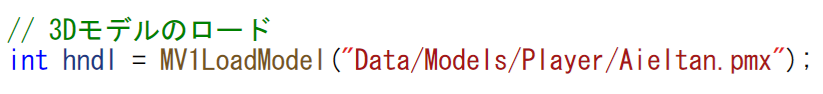 // 3Dモデルのロード
int hndl = MV1LoadModel("Data/Models/Player/Aieltan.pmx");